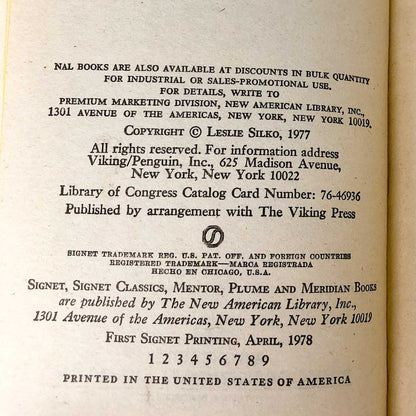 NAL BOOKS ARE ALSO AVAILABLE AT DISCOUNTS IN BULK QUANTITY
FOR INDUSTRIAL OR SALES-PROMOTIONAL USE.
FOR DETAILS, WRITE TO
PREMIUM MARKETING DIVISION, NEW AMERICAN LIBRARY, INC.,
1301 AVENUE OF THE AMERICAS, NEW YORK, NEW YORK 10019.
COPYRIGHT © LESLIE SILKO, 1977
All rights reserved. For information address
Viking/Penguin, Inc., 625 Madison Avenue,
New York, New York 10022
Library of Congress Catalog Card Number: 76-46936
Published by arrangement with The Viking Press
S
SIGNET TRADEMARK REG. U.S. PAT. OFF. AND FOREIGN COUNTRIES
REGISTERED TRADEMARK—MARCA REGISTRADA
HECHO EN CHICAGO, U.S.A.
SIGNET, SIGNET CLASSICS, MENTOR, PLUME AND MERIDIAN BOOKS
are published by The New American Library, Inc.,
1301 Avenue of the Americas, New York, New York 10019
FIRST SIGNET PRINTING, APRIL, 1978
1 2 3 4 5 6 7 8 9
PRINTED IN THE UNITED STATES OF AMERICA